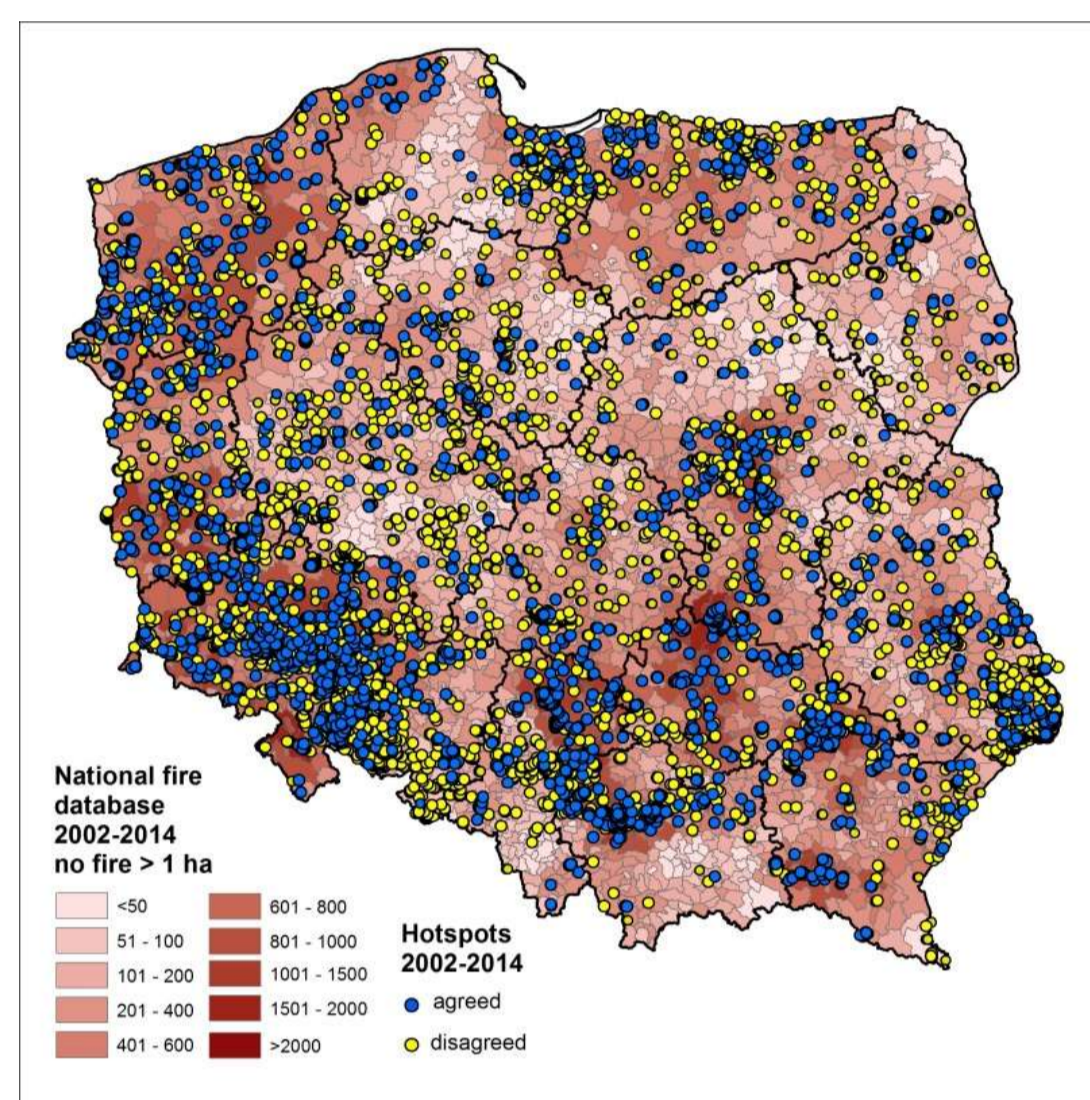 National fire
database
2002-2014
no fire > 1 ha
<50
51 - 100
101 - 200
201 - 400
401 - 600
601 - 800
801 - 1000
1001 - 1500
1501 - 2000
>2000
Hotspots
2002-2014
agreed
disagreed